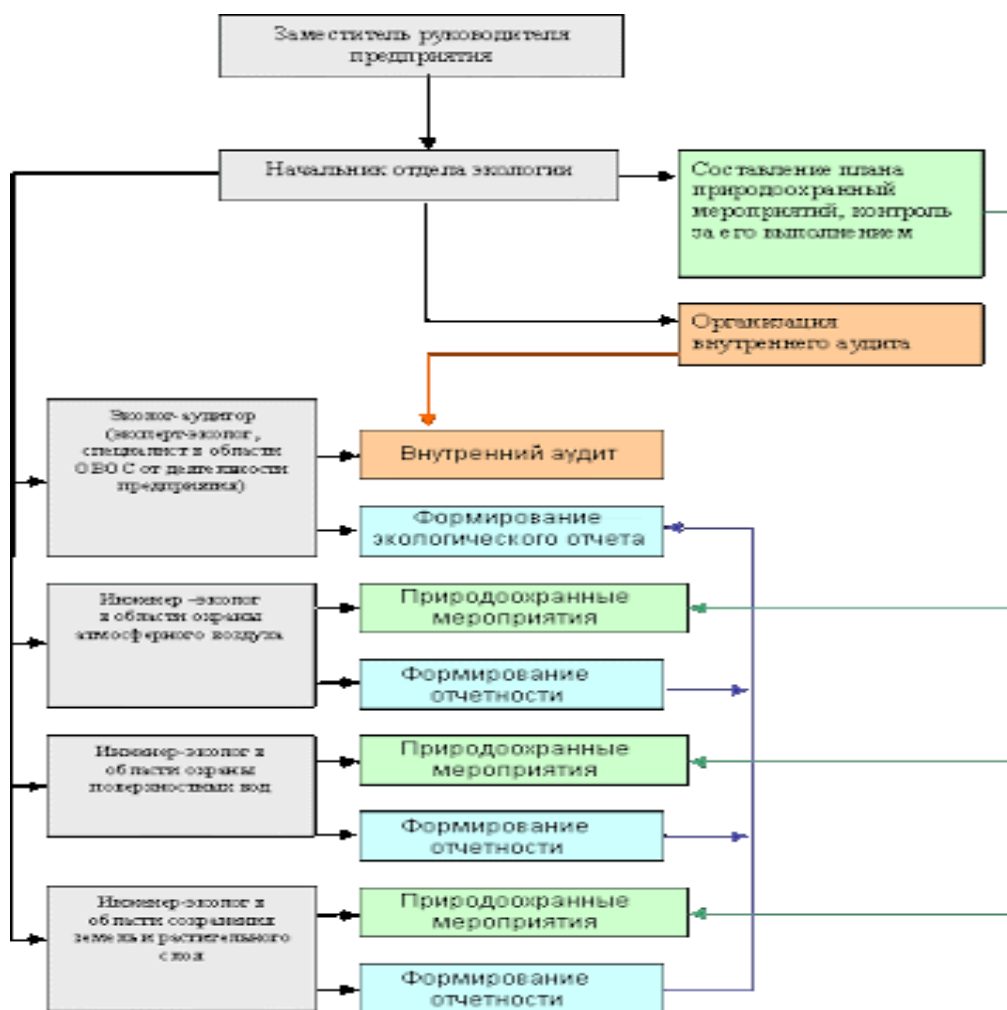 Заместитель руководителя
предприятия
Начальник отдела экологии
Составление плана
природоохранный
мероприятий, контроль
за его выполнением
Организация
внутреннего аудита
Эколог-аудитор
(эксперт-эколог,
специалист в области
ОВОС от деятельности
предприятия)
Внутренний аудит
Формирование
экологического отчета
Инженер –эколог
в области охраны
атмосферного воздуха
Природоохранные
мероприятия
Формирование
отчетности
Инженер-эколог в
области охраны
поверхностных вод
Природоохранные
мероприятия
Формирование
отчетности
Инженер-эколог в
области сохранения
земель и растительного
слоя
Природоохранные
мероприятия
Формирование
отчетности